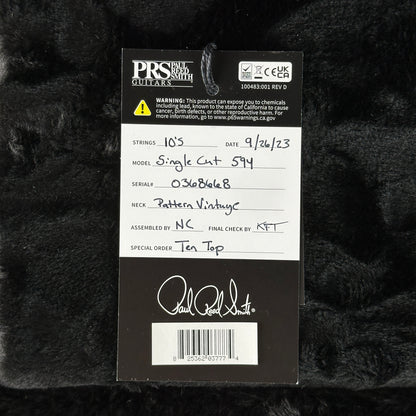 PRS PAUL REED SMITH
GUITARS
CE UK CA
100483:001 REV D
WARNING: This product can expose you to chemicals
including lead, known to the state of California to cause
cancer, birth defects, or other reproductive harm. For
more information, go to www.p65warnings.ca.gov
STRINGS 10's DATE 9/26/23
MODEL Single Cut 594
SERIAL# 0368668
NECK Pattern Vintage
ASSEMBLED BY NC FINAL CHECK BY KFT
SPECIAL ORDER Ten Top
Paul Reed Smith®
8 25362 05777 4